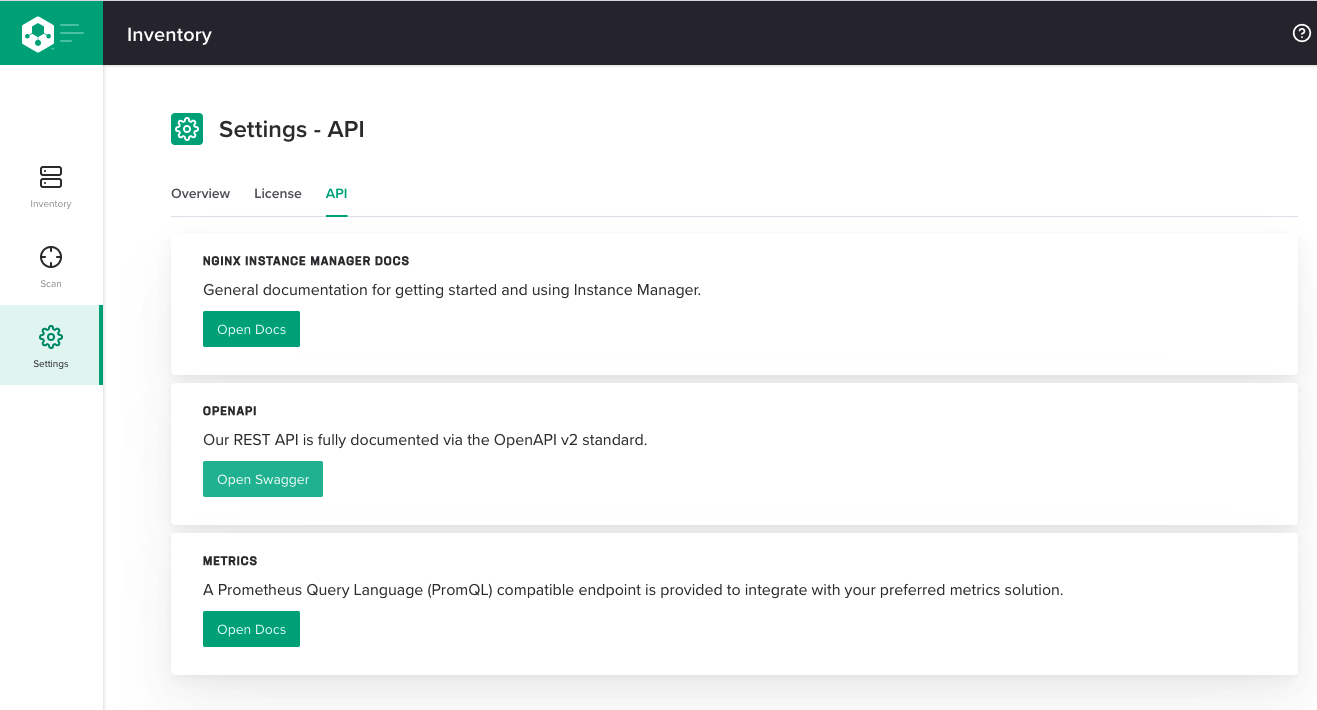 Inventory
Settings - API
Inventory
Scan
Settings
Overview License API
NGINX INSTANCE MANAGER DOCS
General documentation for getting started and using Instance Manager.
Open Docs
OPENAPI
Our REST API is fully documented via the OpenAPI v2 standard.
Open Swagger
METRICS
A Prometheus Query Language (PromQL) compatible endpoint is provided to integrate with your preferred metrics solution.
Open Docs